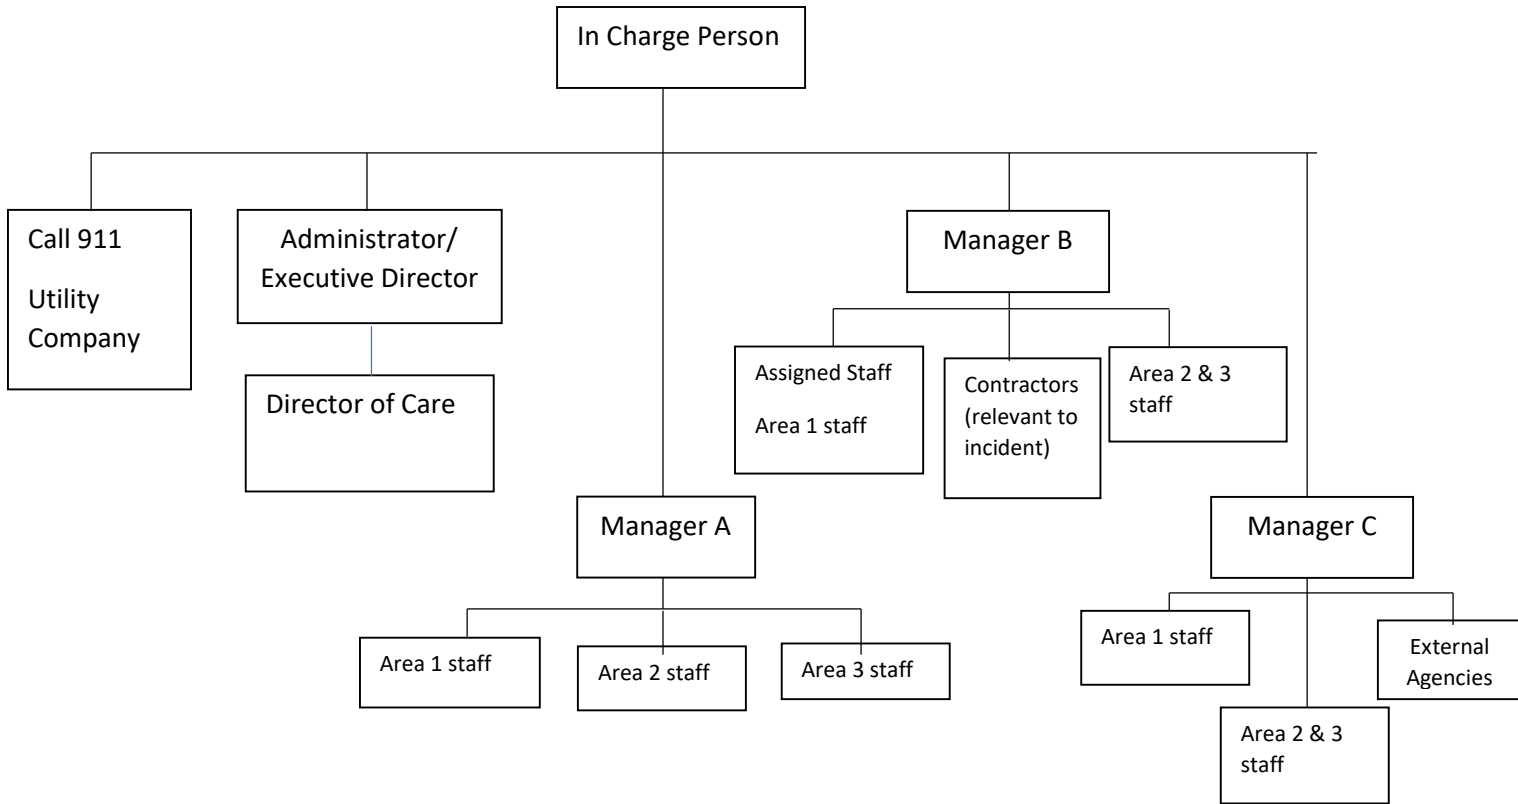 In Charge Person
Call 911
Utility
Company
Administrator/
Executive Director
Director of Care
Manager B
Assigned Staff
Area 1 staff
Contractors
(relevant to
incident)
Area 2 & 3
staff
Manager A
Area 1 staff
Area 2 staff
Area 3 staff
Manager C
Area 1 staff
Area 2 & 3
staff
External
Agencies